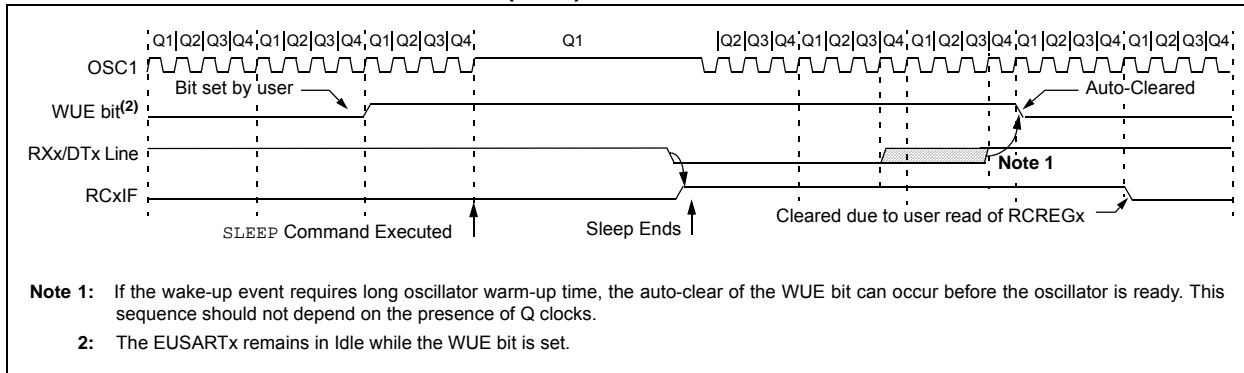 Q1 Q2 Q3 Q4 Q1 Q2 Q3 Q4 Q1 Q2 Q3 Q4 Q1 Q2 Q3 Q4 Q1 Q2 Q3 Q4 Q1 Q2 Q3 Q4 Q1 Q2 Q3 Q4
OSC1
Bit set by user
Auto-Cleared
WUE bit(2)
RXx/DTx Line
Note 1
RCxIF
SLEEP Command Executed
Sleep Ends
Cleared due to user read of RCREGx
Note 1: If the wake-up event requires long oscillator warm-up time, the auto-clear of the WUE bit can occur before the oscillator is ready. This
sequence should not depend on the presence of Q clocks.
2: The EUSARTx remains in Idle while the WUE bit is set.